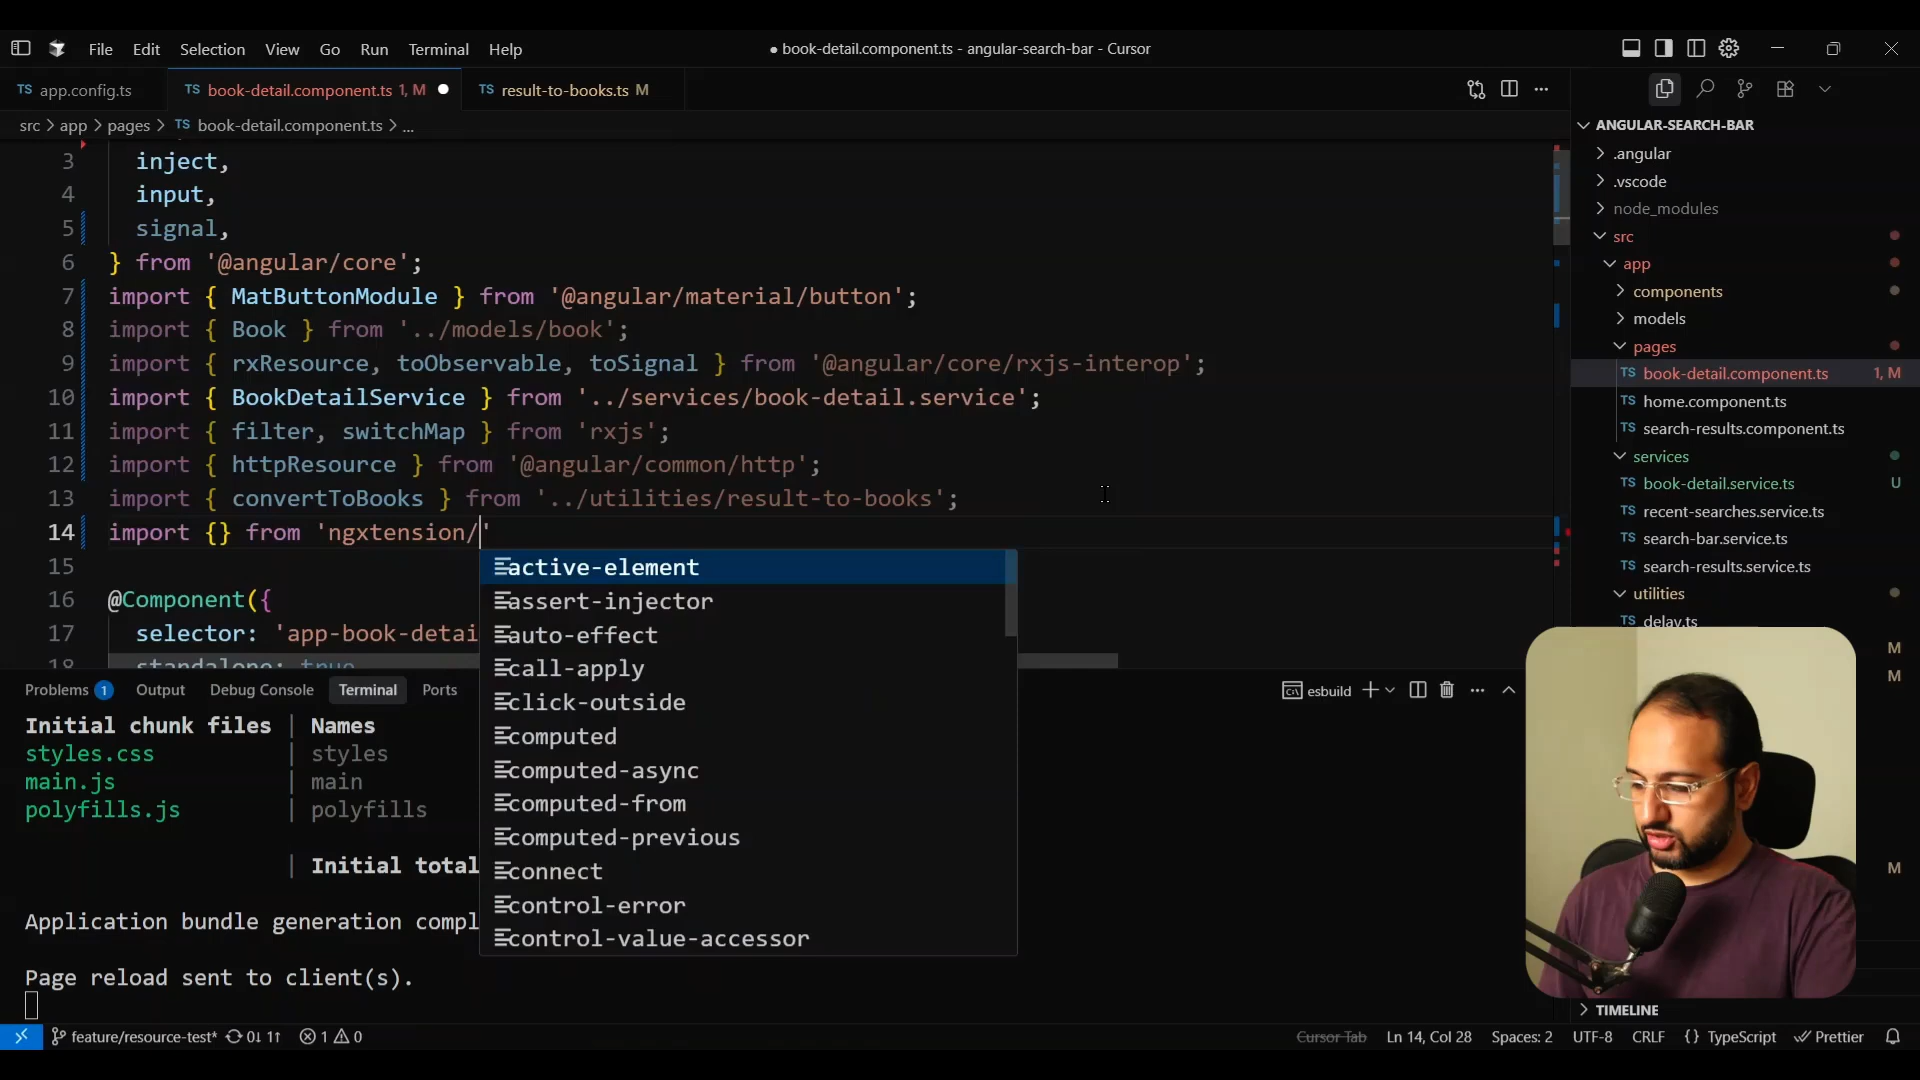 File Edit Selection View Go Run Terminal Help
● book-detail.component.ts - angular-search-bar - Cursor
TS app.config.ts
TS book-detail.component.ts 1, M
TS result-to-books.ts M
src > app > pages > TS book-detail.component.ts > ...
3 inject,
4 input,
5 signal,
6 } from '@angular/core';
7 import { MatButtonModule } from '@angular/material/button';
8 import { Book } from '../models/book';
9 import { rxResource, toObservable, toSignal } from '@angular/core/rxjs-interop';
10 import { BookDetailService } from '../services/book-detail.service';
11 import { filter, switchMap } from 'rxjs';
12 import { httpResource } from '@angular/common/http';
13 import { convertToBooks } from '../utilities/result-to-books';
14 import {} from 'ngxtension/'
15
16 @Component({
17 selector: 'app-book-detai
18 standalone: true
active-element
assert-injector
auto-effect
call-apply
click-outside
computed
computed-async
computed-from
computed-previous
connect
control-error
control-value-accessor
Problems 1 Output Debug Console Terminal Ports
esbuild
Initial chunk files | Names
styles.css | styles
main.js | main
polyfills.js | polyfills
| Initial total
Application bundle generation compl
Page reload sent to client(s).
ANGULAR-SEARCH-BAR
.angular
.vscode
node_modules
src
app
components
models
pages
TS book-detail.component.ts 1, M
TS home.component.ts
TS search-results.component.ts
services
TS book-detail.service.ts U
TS recent-searches.service.ts
TS search-bar.service.ts
TS search-results.service.ts
utilities
TS delay.ts
M
M
M
TIMELINE
feature/resource-test* 0↓ 1↑ 1 0
Cursor Tab Ln 14, Col 28 Spaces: 2 UTF-8 CRLF {} TypeScript Prettier